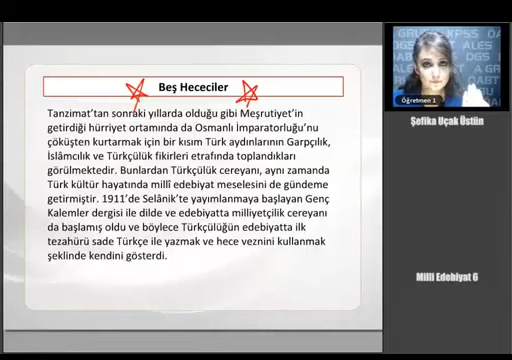 Beş Hececiler
Tanzimat'tan sonraki yıllarda olduğu gibi Meşrutiyet'in
getirdiği hürriyet ortamında da Osmanlı İmparatorluğu'nu
çöküşten kurtarmak için bir kısım Türk aydınlarının Garpçılık,
İslâmcılık ve Türkçülük fikirleri etrafında toplandıkları
görülmektedir. Bunlardan Türkçülük cereyanı, aynı zamanda
Türk kültür hayatında millî edebiyat meselesini de gündeme
getirmiştir. 1911'de Selânik'te yayımlanmaya başlayan Genç
Kalemler dergisi ile dilde ve edebiyatta milliyetçilik cereyanı
da başlamış oldu ve böylece Türkçülüğün edebiyatta ilk
tezahürü sade Türkçe ile yazmak ve hece veznini kullanmak
şeklinde kendini gösterdi.
KPSS
DGS
ALES
Öğretmen 1
Şefika Uçak Üstün
Milli Edebiyat 6